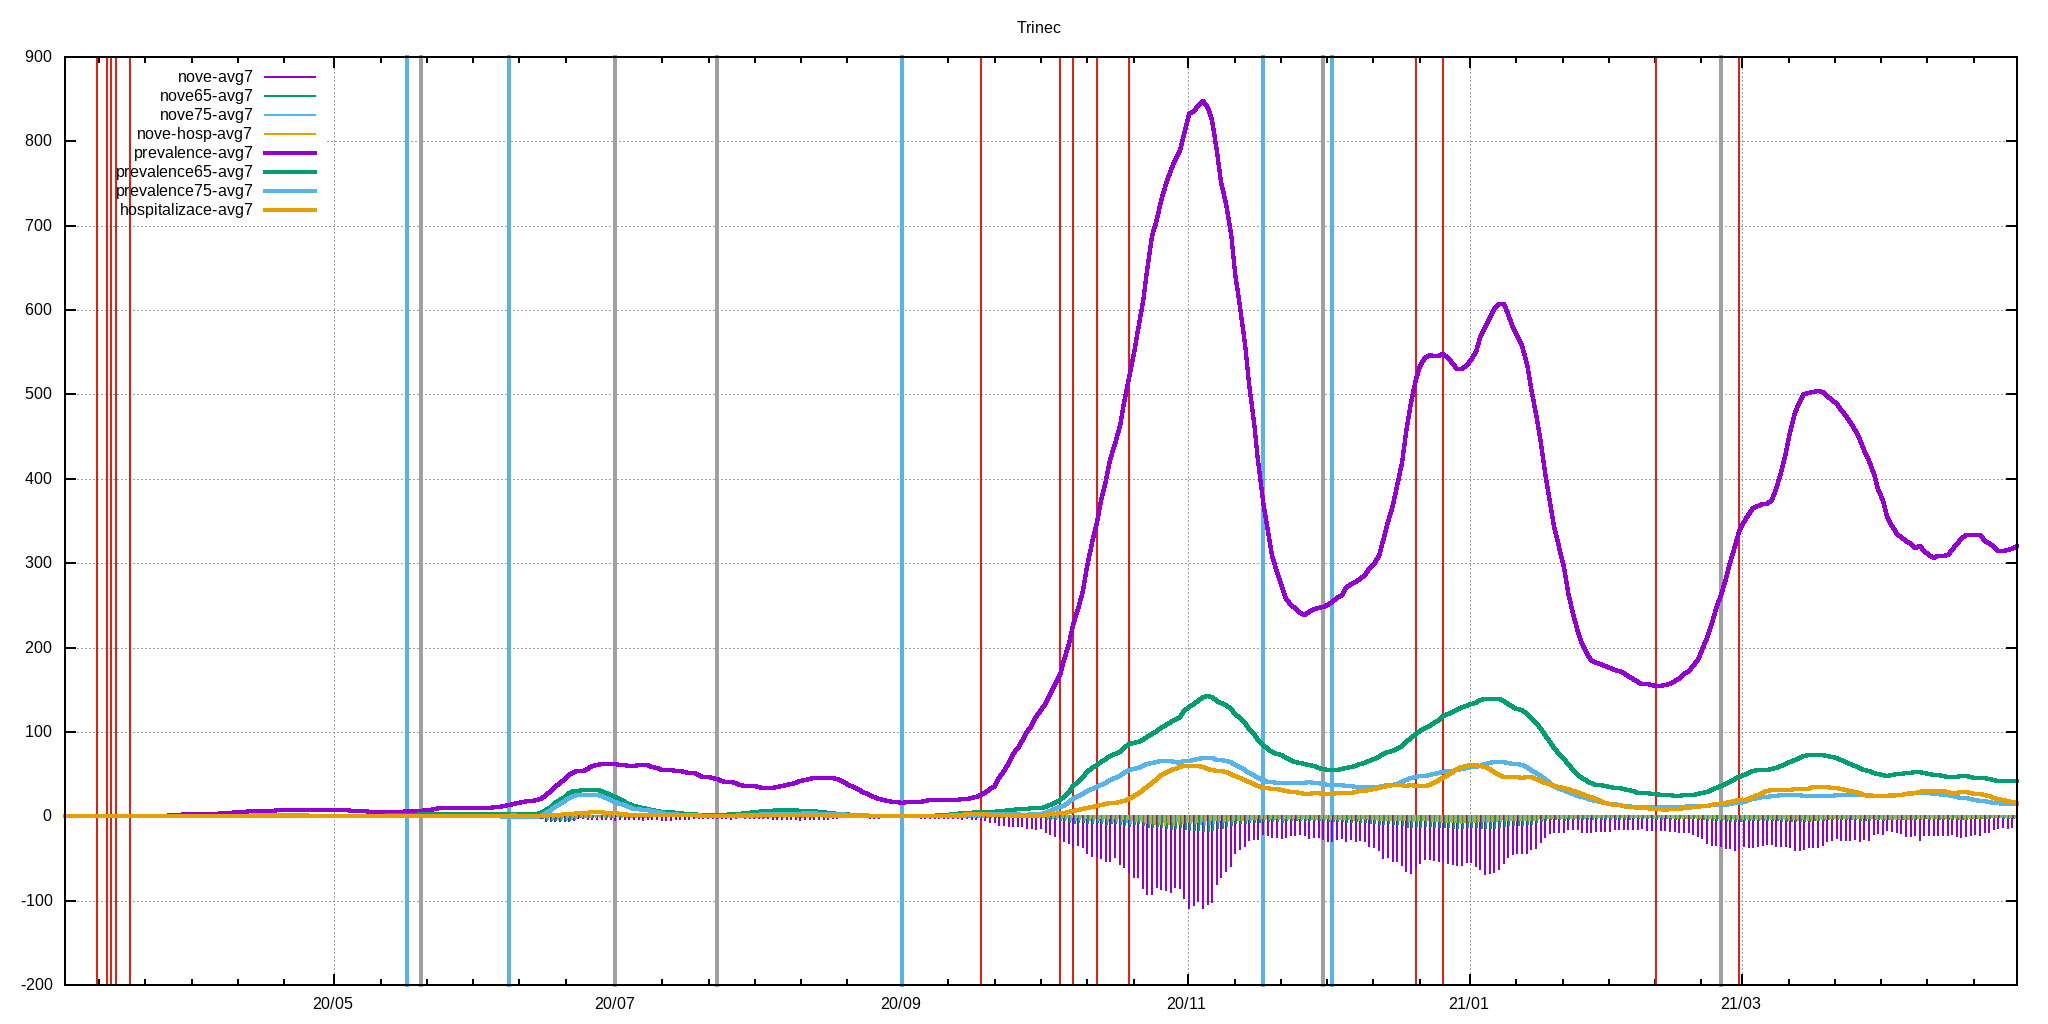 Trinec
900
800
700
600
500
400
300
200
100
0
-100
-200
nove-avg7
nove65-avg7
nove75-avg7
nove-hosp-avg7
prevalence-avg7
prevalence65-avg7
prevalence75-avg7
hospitalizace-avg7
20/05
20/07
20/09
20/11
21/01
21/03